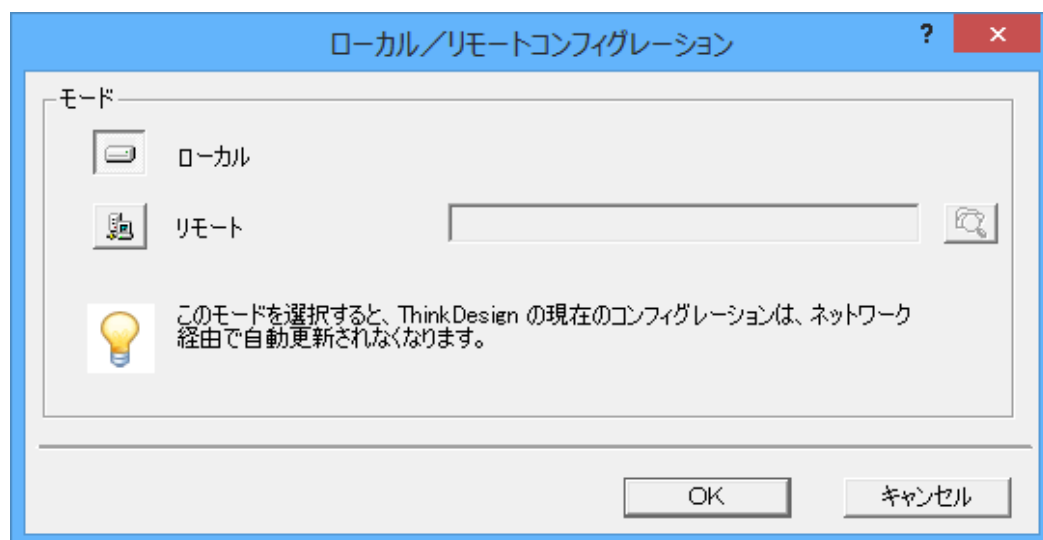 ローカル／リモートコンフィグレーション
?
×
モード
ローカル
リモート
このモードを選択すると、ThinkDesign の現在のコンフィグレーションは、ネットワーク
経由で自動更新されなくなります。
OK
キャンセル